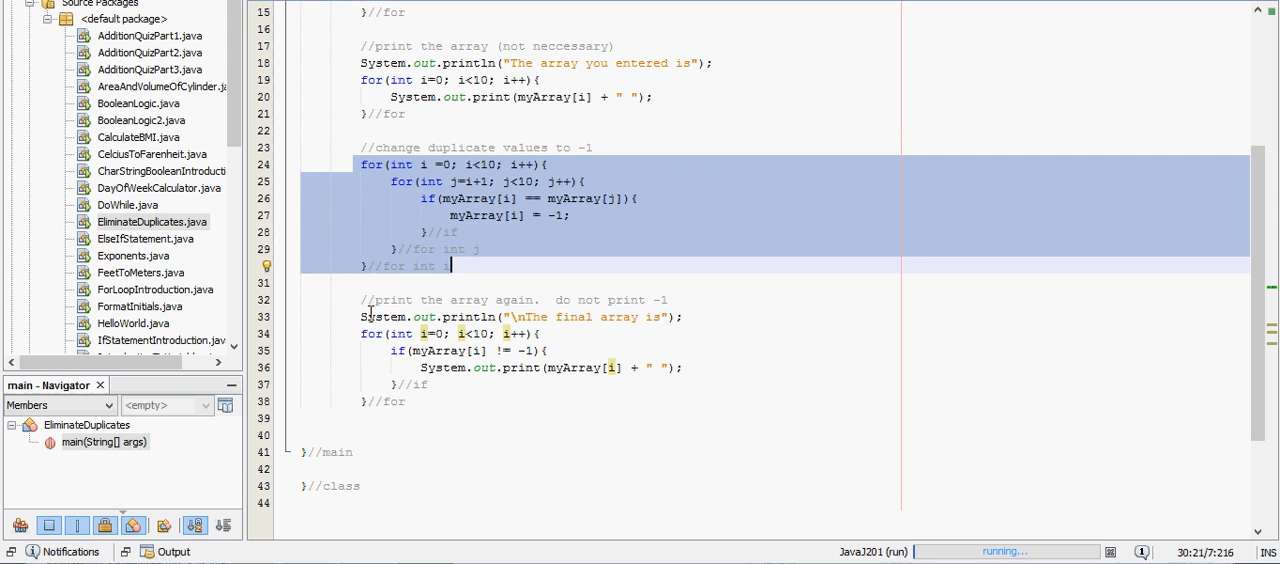 Source Packages
<default package>
AdditionQuizPart1.java
AdditionQuizPart2.java
AdditionQuizPart3.java
AreaAndVolumeOfCylinder.ja
BooleanLogic.java
BooleanLogic2.java
CalculateBMI.java
CelciusToFarenheit.java
CharStringBooleanIntroducti
DayOfWeekCalculator.java
DoWhile.java
EliminateDuplicates.java
ElseIfStatement.java
Exponents.java
FeetToMeters.java
ForLoopIntroduction.java
FormatInitials.java
HelloWorld.java
IfStatementIntroduction.java
main - Navigator
Members
<empty>
EliminateDuplicates
main(String[] args)
15 }//for
16
17 //print the array (not neccessary)
18 System.out.println("The array you entered is");
19 for(int i=0; i<10; i++){
20 System.out.print(myArray[i] + " ");
21 }//for
22
23 //change duplicate values to -1
24 for(int i =0; i<10; i++){
25 for(int j=i+1; j<10; j++){
26 if(myArray[i] == myArray[j]){
27 myArray[i] = -1;
28 }//if
29 }//for int j
}//for int i
31
32 //print the array again.  do not print -1
33 System.out.println("\nThe final array is");
34 for(int i=0; i<10; i++){
35 if(myArray[i] != -1){
36 System.out.print(myArray[i] + " ");
37 }//if
38 }//for
39
40
41 }//main
42
43 }//class
44
Notifications
Output
JavaJ201 (run)
running...
1
30:21/7:216
INS